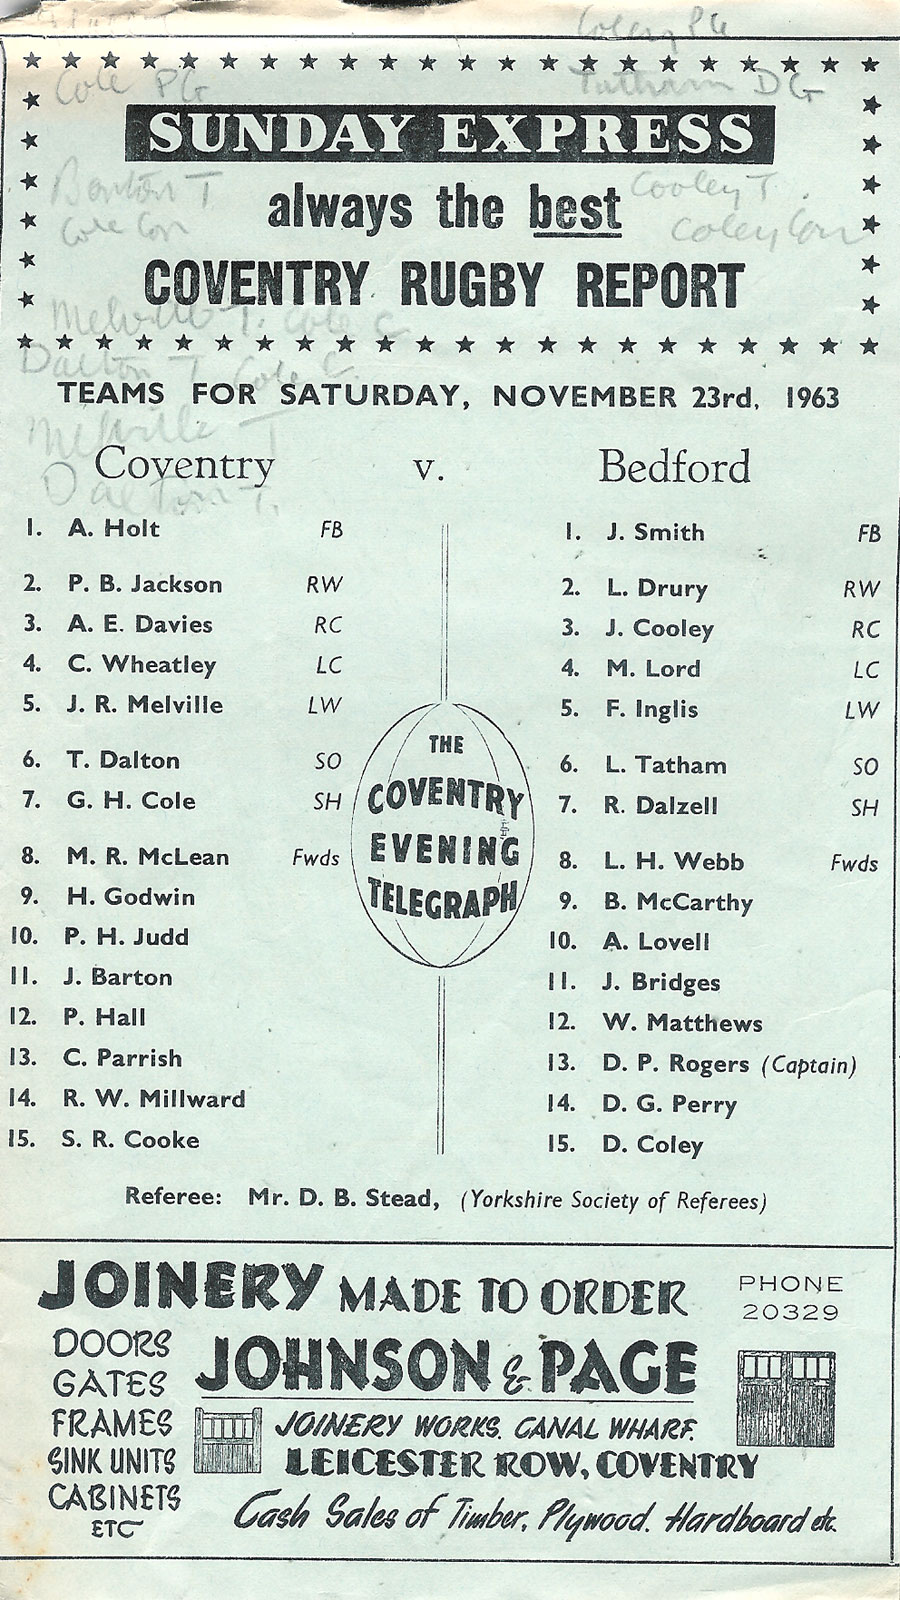 Coley PG
Cole PG
Tatham DG
SUNDAY EXPRESS
Barton T
Cooley T.
always the best
Cole Con
Coley Con
COVENTRY RUGBY REPORT
Melville T. Cole C
Dalton T Cole C.
TEAMS FOR SATURDAY, NOVEMBER 23rd, 1963
Melville T
Coventry v. Bedford
Dalton T.
1. A. Holt FB
1. J. Smith FB
2. P. B. Jackson RW
2. L. Drury RW
3. A. E. Davies RC
3. J. Cooley RC
4. C. Wheatley LC
4. M. Lord LC
5. J. R. Melville LW
5. F. Inglis LW
6. T. Dalton SO
6. L. Tatham SO
7. G. H. Cole SH
7. R. Dalzell SH
8. M. R. McLean Fwds
8. L. H. Webb Fwds
9. H. Godwin
9. B. McCarthy
10. P. H. Judd
10. A. Lovell
11. J. Barton
11. J. Bridges
12. P. Hall
12. W. Matthews
13. C. Parrish
13. D. P. Rogers (Captain)
14. R. W. Millward
14. D. G. Perry
15. S. R. Cooke
15. D. Coley
THE
COVENTRY
EVENING
TELEGRAPH
Referee: Mr. D. B. Stead, (Yorkshire Society of Referees)
JOINERY MADE TO ORDER
PHONE
20329
DOORS
GATES
FRAMES
SINK UNITS
CABINETS
ETC
JOHNSON & PAGE
JOINERY WORKS. CANAL WHARF.
LEICESTER ROW, COVENTRY
Cash Sales of Timber. Plywood. Hardboard etc.